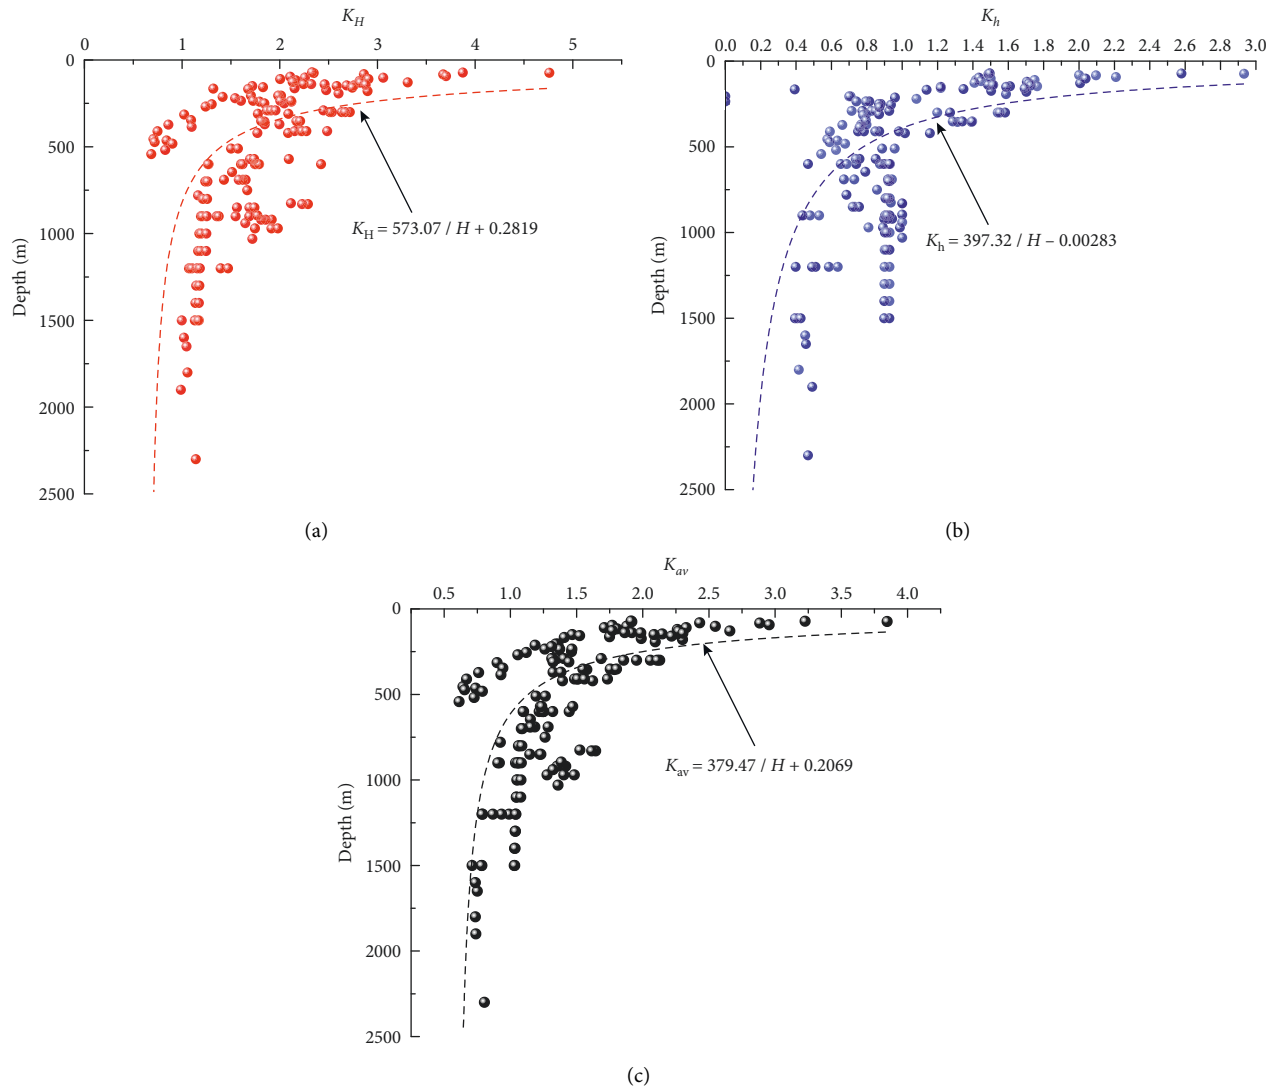 K_H
0 1 2 3 4 5
0
500
1000
1500
2000
2500
Depth (m)
K_H = 573.07 / H + 0.2819
(a)
K_h
0.0 0.2 0.4 0.6 0.8 1.0 1.2 1.4 1.6 1.8 2.0 2.2 2.4 2.6 2.8 3.0
0
500
1000
1500
2000
2500
Depth (m)
K_h = 397.32 / H – 0.00283
(b)
K_av
0.5 1.0 1.5 2.0 2.5 3.0 3.5 4.0
0
500
1000
1500
2000
2500
Depth (m)
K_av = 379.47 / H + 0.2069
(c)